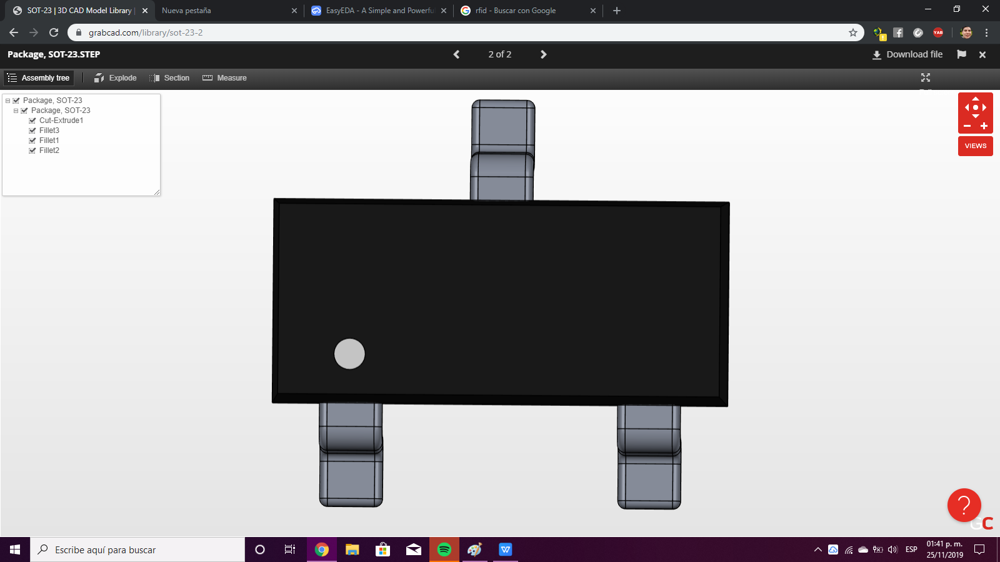 SOT-23 | 3D CAD Model Library |
Nueva pestaña
EasyEDA - A Simple and Powerfu
rfid - Buscar con Google
grabcad.com/library/sot-23-2
YAB
Package, SOT-23.STEP
2 of 2
Download file
Assembly tree
Explode
Section
Measure
Package, SOT-23
Package, SOT-23
Cut-Extrude1
Fillet3
Fillet1
Fillet2
VIEWS
?
GC
Escribe aquí para buscar
W
ESP
01:41 p. m.
25/11/2019